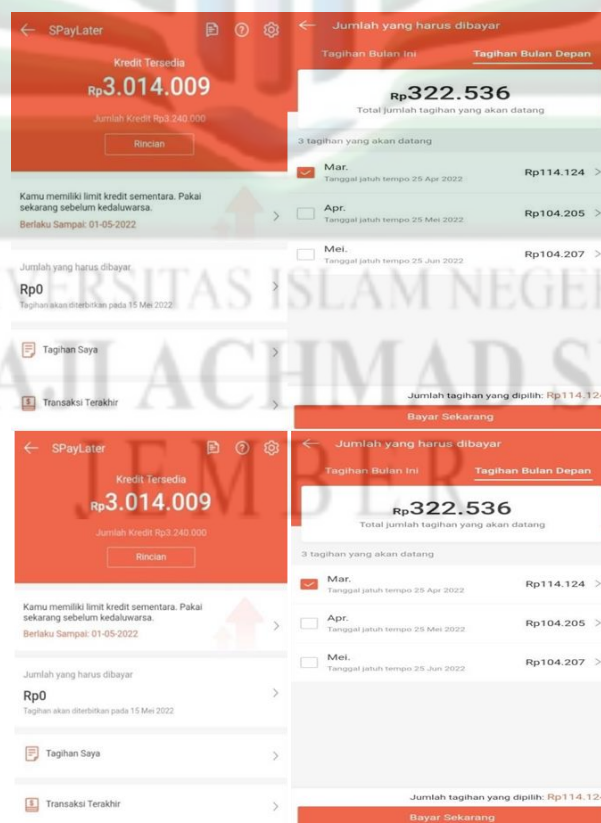 SPayLater
Kredit Tersedia
Rp3.014.009
Jumlah Kredit Rp3.240.000
Rincian
Kamu memiliki limit kredit sementara. Pakai
sekarang sebelum kedaluwarsa.
Berlaku Sampai: 01-05-2022
Jumlah yang harus dibayar
Rp0
Tagihan akan diterbitkan pada 15 Mei 2022
Tagihan Saya
Transaksi Terakhir
Jumlah yang harus dibayar
Tagihan Bulan Ini Tagihan Bulan Depan
Rp322.536
Total jumlah tagihan yang akan datang
3 tagihan yang akan datang
Mar. Rp114.124
Tanggal jatuh tempo 25 Apr 2022
Apr. Rp104.205
Tanggal jatuh tempo 25 Mei 2022
Mei. Rp104.207
Tanggal jatuh tempo 25 Jun 2022
Jumlah tagihan yang dipilih: Rp114.124
Bayar Sekarang
SPayLater
Kredit Tersedia
Rp3.014.009
Jumlah Kredit Rp3.240.000
Rincian
Kamu memiliki limit kredit sementara. Pakai
sekarang sebelum kedaluwarsa.
Berlaku Sampai: 01-05-2022
Jumlah yang harus dibayar
Rp0
Tagihan akan diterbitkan pada 15 Mei 2022
Tagihan Saya
Transaksi Terakhir
Jumlah yang harus dibayar
Tagihan Bulan Ini Tagihan Bulan Depan
Rp322.536
Total jumlah tagihan yang akan datang
3 tagihan yang akan datang
Mar. Rp114.124
Tanggal jatuh tempo 25 Apr 2022
Apr. Rp104.205
Tanggal jatuh tempo 25 Mei 2022
Mei. Rp104.207
Tanggal jatuh tempo 25 Jun 2022
Jumlah tagihan yang dipilih: Rp114.124
Bayar Sekarang
ISLAM
ACHMAD
JEMBER